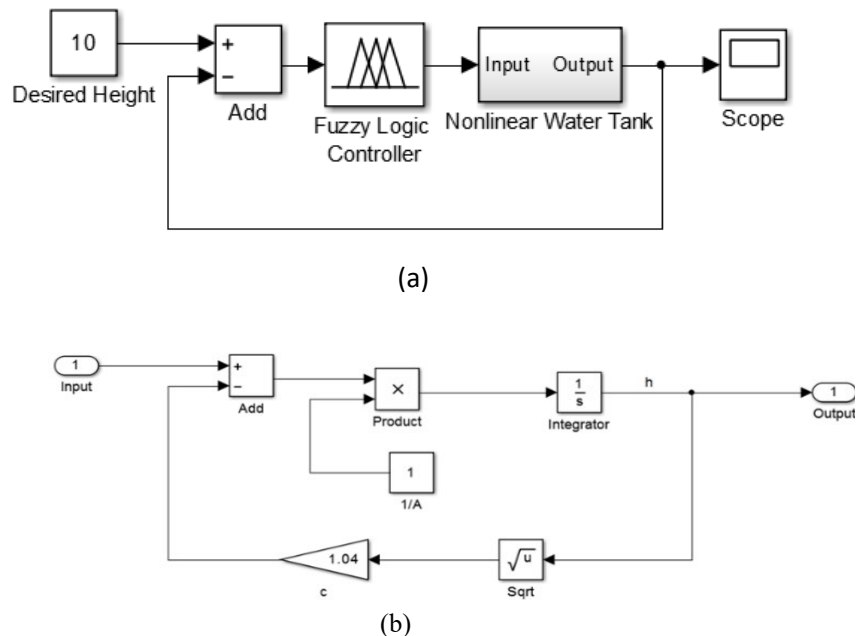 10
+
−
Input Output
Desired Height
Add
Fuzzy Logic
Controller
Nonlinear Water Tank
Scope
(a)
1
Input
+
−
Add
×
Product
1
s
Integrator
h
1
Output
1
1/A
1.04
c
√u
Sqrt
(b)